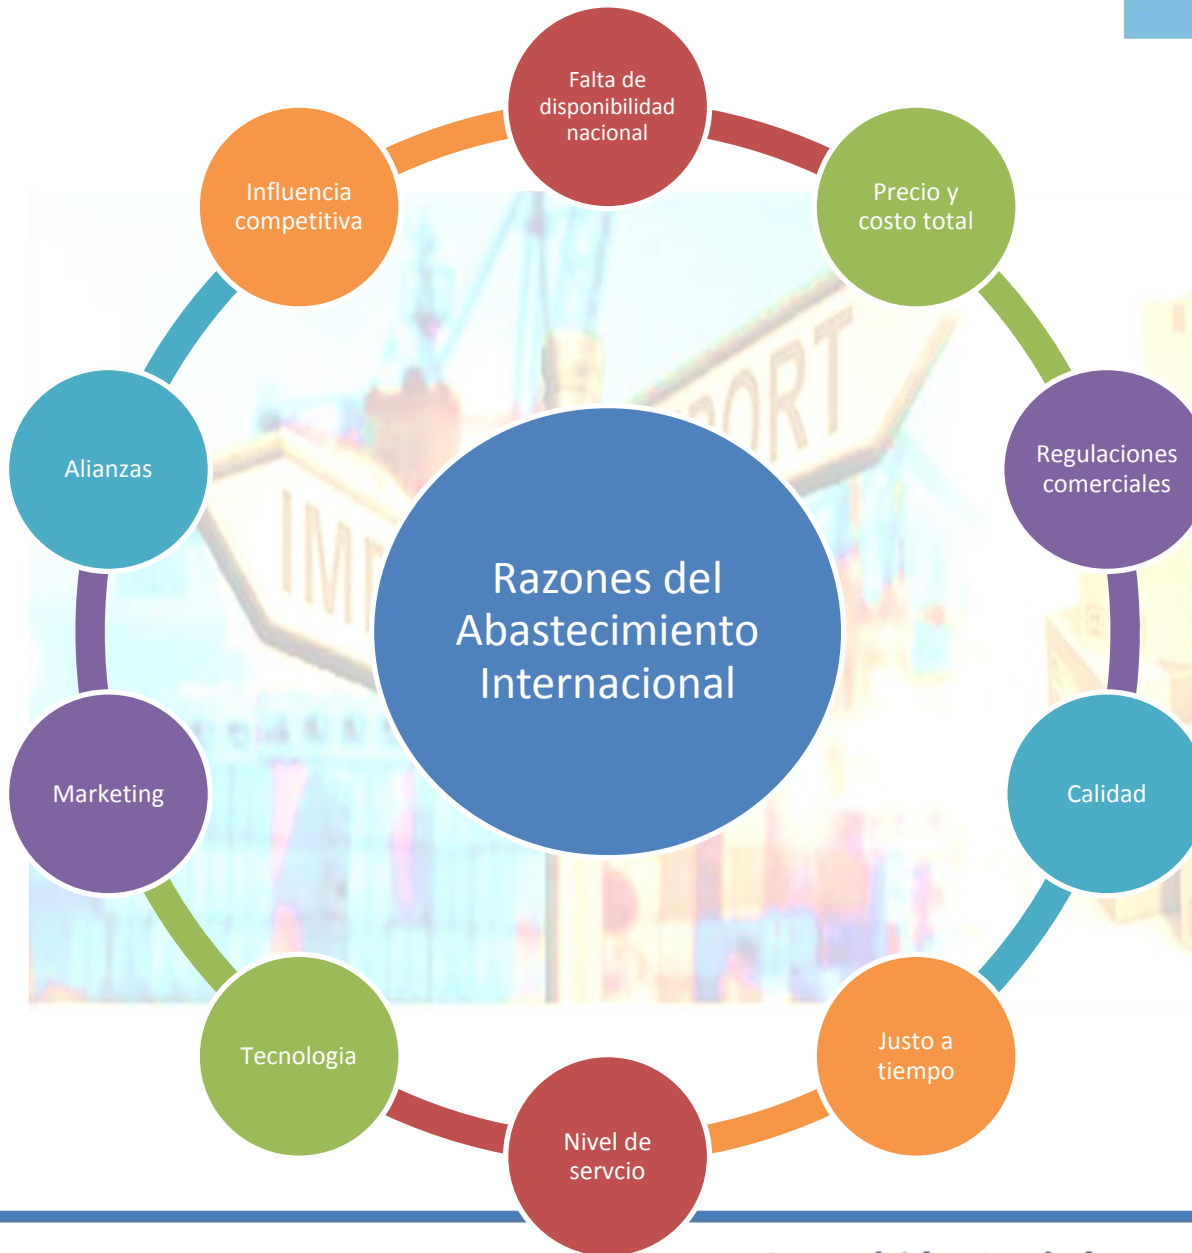 Falta de
disponibilidad
nacional
Precio y
costo total
Regulaciones
comerciales
Calidad
Justo a
tiempo
Nivel de
servcio
Tecnologia
Marketing
Alianzas
Influencia
competitiva
Razones del
Abastecimiento
Internacional